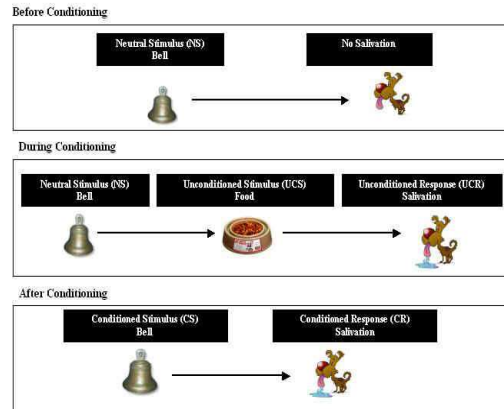 Before Conditioning
Neutral Stimulus (NS)
Bell
No Salivation
During Conditioning
Neutral Stimulus (NS)
Bell
Unconditioned Stimulus (UCS)
Food
Unconditioned Response (UCR)
Salivation
After Conditioning
Conditioned Stimulus (CS)
Bell
Conditioned Response (CR)
Salivation